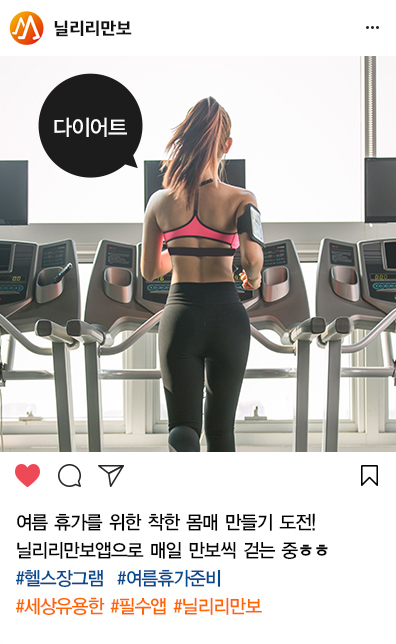 닐리리만보
다이어트
여름 휴가를 위한 착한 몸매 만들기 도전!
닐리리만보앱으로 매일 만보씩 걷는 중ㅎㅎ
#헬스장그램 #여름휴가준비
#세상유용한 #필수앱 #닐리리만보